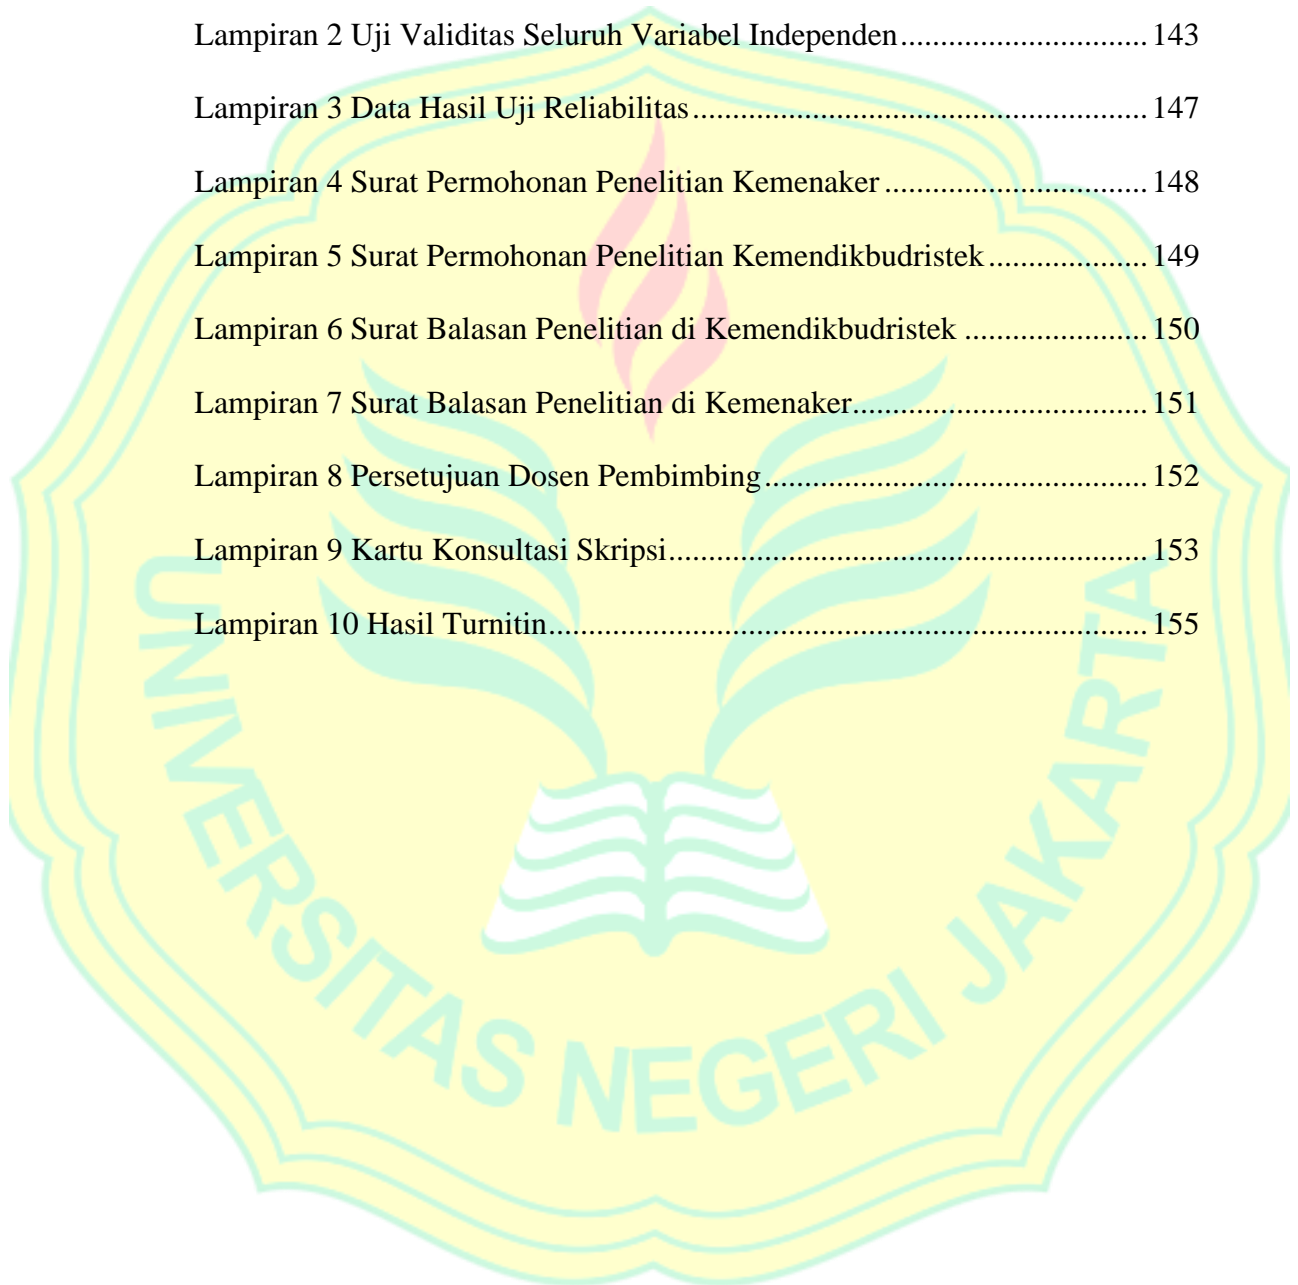 Lampiran 2 Uji Validitas Seluruh Variabel Independen............................... 143
Lampiran 3 Data Hasil Uji Reliabilitas......................................................... 147
Lampiran 4 Surat Permohonan Penelitian Kemenaker ................................. 148
Lampiran 5 Surat Permohonan Penelitian Kemendikbudristek.................... 149
Lampiran 6 Surat Balasan Penelitian di Kemendikbudristek ....................... 150
Lampiran 7 Surat Balasan Penelitian di Kemenaker..................................... 151
Lampiran 8 Persetujuan Dosen Pembimbing................................................ 152
Lampiran 9 Kartu Konsultasi Skripsi............................................................ 153
Lampiran 10 Hasil Turnitin........................................................................... 155
UNIVERSITAS NEGERI JAKARTA